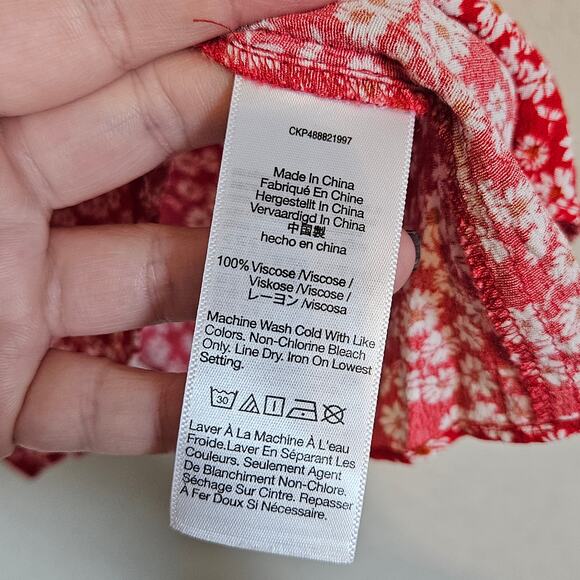 CKP488821997
Made In China
Fabriqué En Chine
Hergestellt In China
Vervaardigd In China
中国製
hecho en china
100% Viscose /Viscose /
Viskose /Viscose /
レーヨン /viscosa
Machine Wash Cold With Like
Colors. Non-Chlorine Bleach
Only. Line Dry. Iron On Lowest
Setting.
30
Laver À La Machine À L'eau
Froide.Laver En Séparant Les
Couleurs. Seulement Agent
De Blanchiment Non-Chlore.
Séchage Sur Cintre. Repasser
À Fer Doux Si Nécessaire.